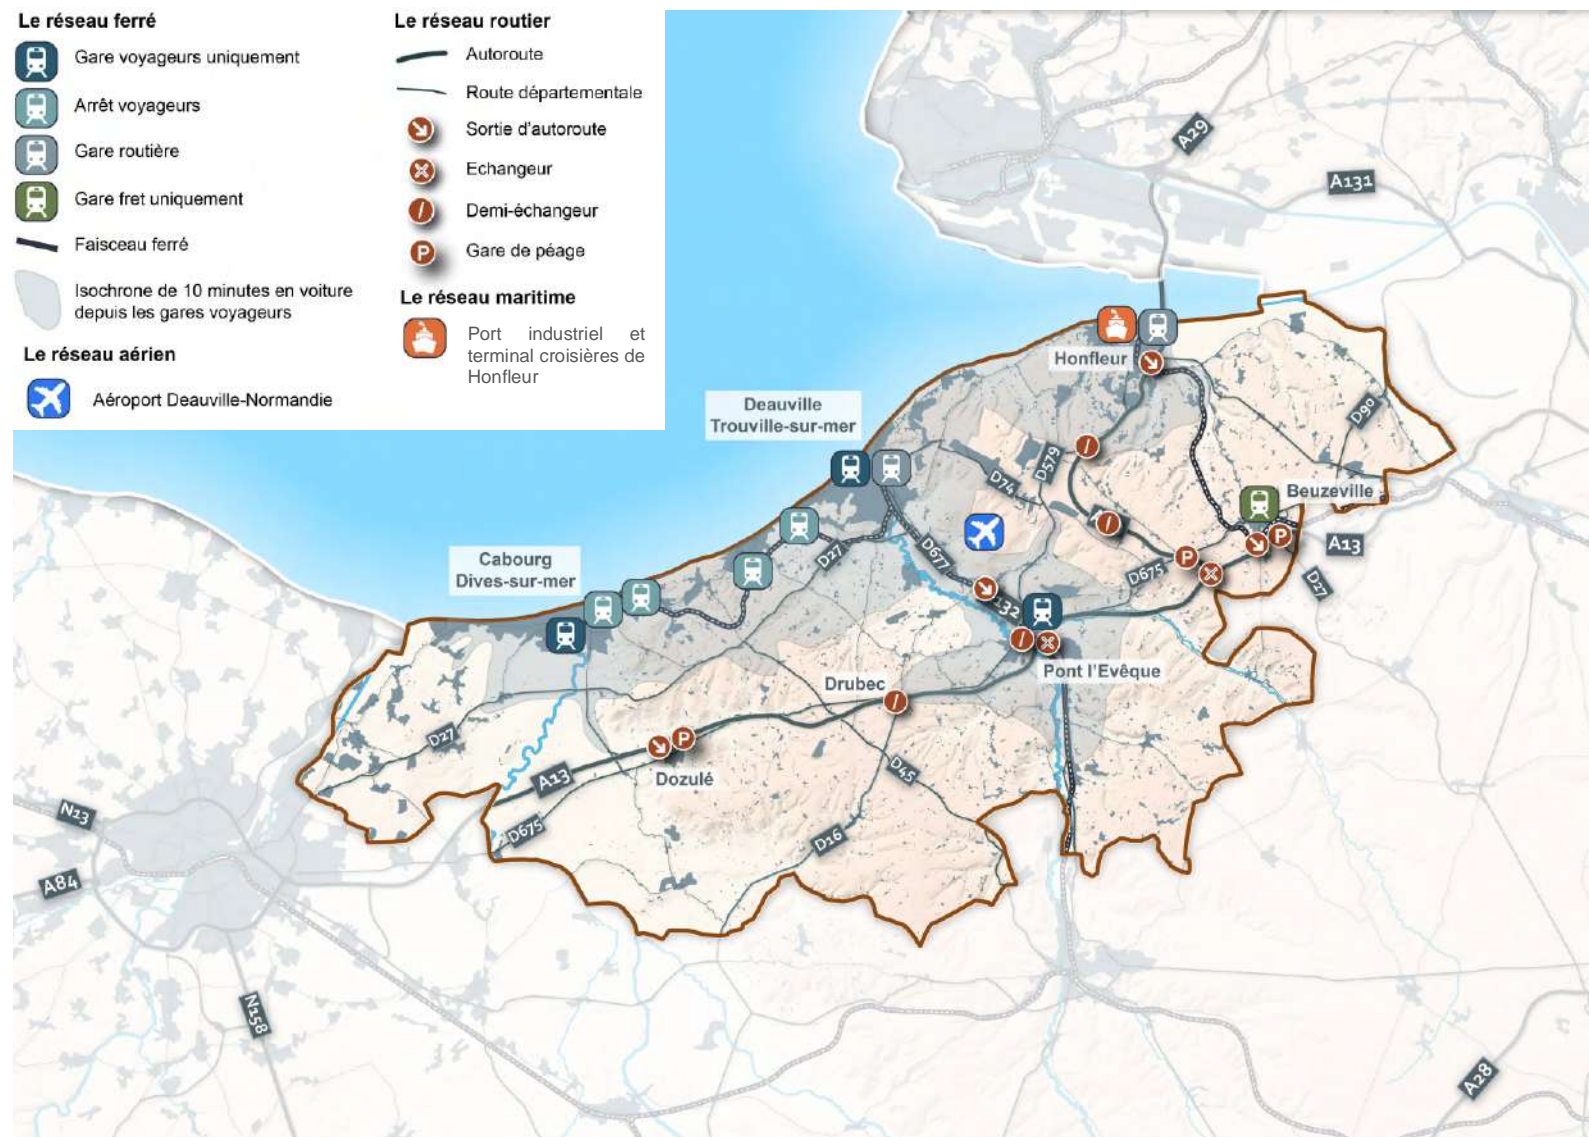 Le réseau ferré
Gare voyageurs uniquement
Arrêt voyageurs
Gare routière
Gare fret uniquement
Faisceau ferré
Isochrone de 10 minutes en voiture
depuis les gares voyageurs
Le réseau aérien
Aéroport Deauville-Normandie
Le réseau routier
Autoroute
Route départementale
Sortie d'autoroute
Echangeur
Demi-échangeur
P
Gare de péage
Le réseau maritime
Port industriel et
terminal croisières de
Honfleur
A29
A131
Honfleur
Deauville
Trouville-sur-mer
D90
D579
D74
Beuzeville
Cabourg
Dives-sur-mer
D27
D677
P
A13
D675
P
D27
132
Pont l'Evêque
Drubec
D27
P
A13
Dozulé
D45
N13
D675
D16
A84
N158
A28